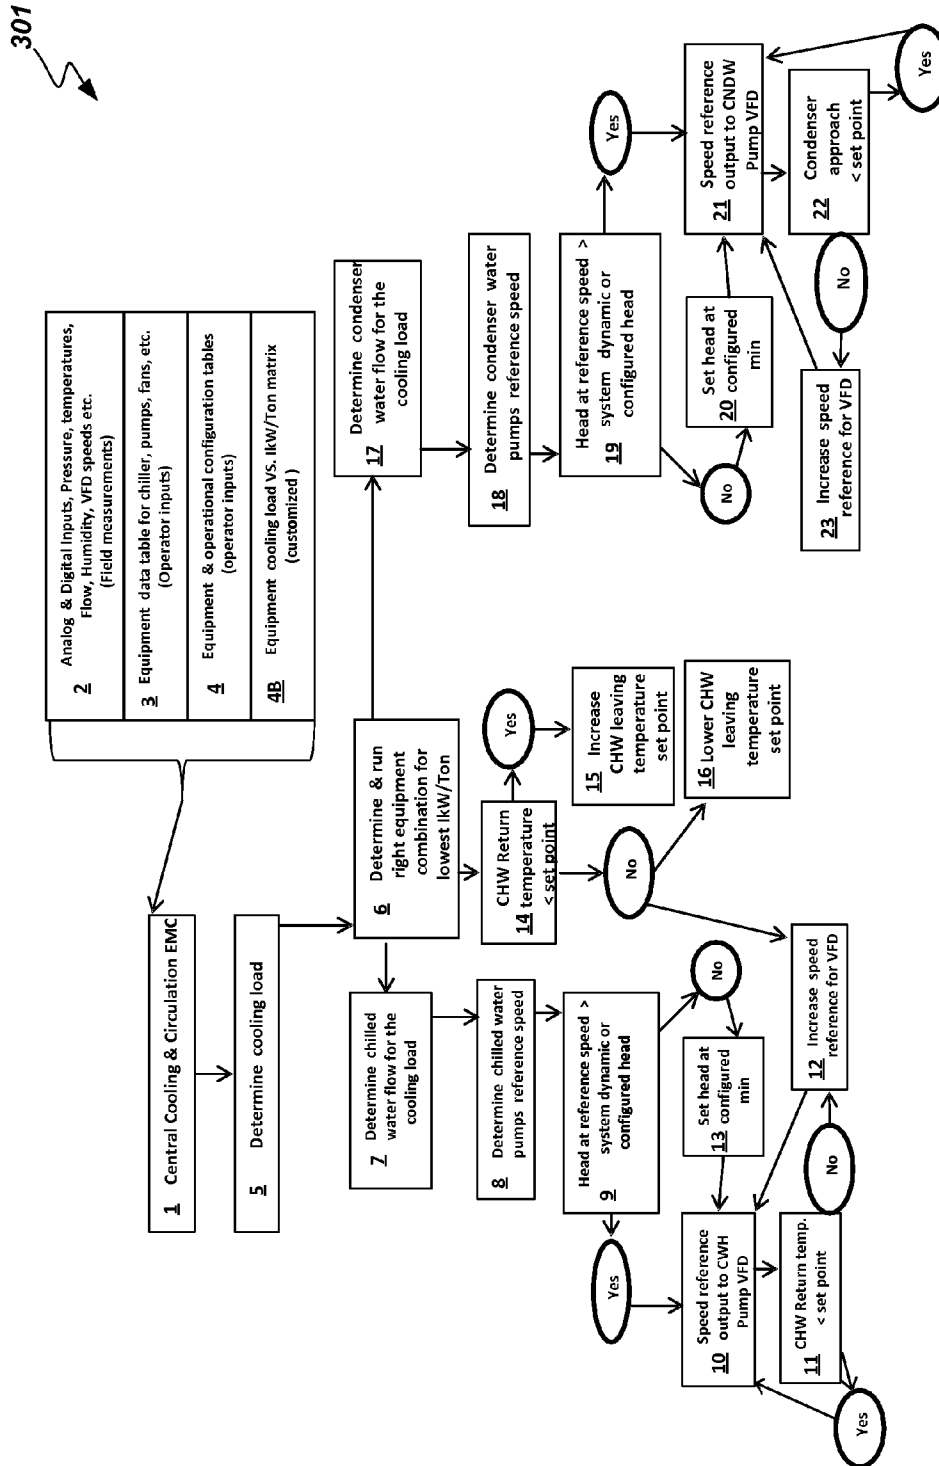 301
2 Analog & Digital Inputs, Pressure, temperatures,
Flow, Humidity, VFD speeds etc.
(Field measurements)
3 Equipment data table for chiller, pumps, fans, etc.
(Operator inputs)
4 Equipment & operational configuration tables
(operator inputs)
4B Equipment cooling load VS. IkW/Ton matrix
(customized)
1 Central Cooling & Circulation EMC
5 Determine cooling load
6 Determine & run
right equipment
combination for
lowest IkW/Ton
7 Determine chilled
water flow for the
cooling load
8 Determine chilled water
pumps reference speed
9 Head at reference speed >
system dynamic or
configured head
Yes
No
10 Speed reference
output to CWH
Pump VFD
11 CHW Return temp.
< set point
Yes
No
12 Increase speed
reference for VFD
13 Set head at
configured
min
14 CHW Return
temperature
< set point
Yes
No
15 Increase
CHW leaving
temperature
set point
16 Lower CHW
leaving
temperature
set point
17 Determine condenser
water flow for the
cooling load
18 Determine condenser water
pumps reference speed
19 Head at reference speed >
system dynamic or
configured head
Yes
No
20 Set head at
configured
min
21 Speed reference
output to CNDW
Pump VFD
22 Condenser
approach
< set point
Yes
No
23 Increase speed
reference for VFD